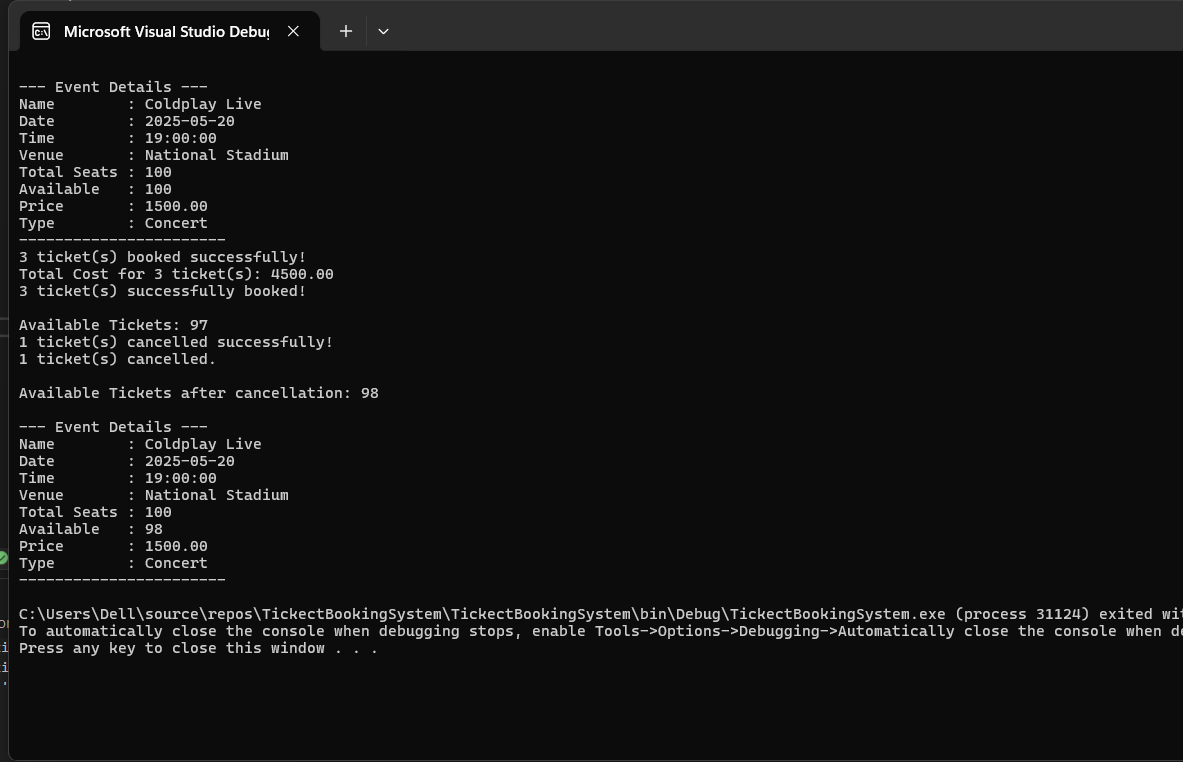 Microsoft Visual Studio Debu
--- Event Details ---
Name        : Coldplay Live
Date        : 2025-05-20
Time        : 19:00:00
Venue       : National Stadium
Total Seats : 100
Available   : 100
Price       : 1500.00
Type        : Concert
-----------------------
3 ticket(s) booked successfully!
Total Cost for 3 ticket(s): 4500.00
3 ticket(s) successfully booked!
Available Tickets: 97
1 ticket(s) cancelled successfully!
1 ticket(s) cancelled.
Available Tickets after cancellation: 98
--- Event Details ---
Name        : Coldplay Live
Date        : 2025-05-20
Time        : 19:00:00
Venue       : National Stadium
Total Seats : 100
Available   : 98
Price       : 1500.00
Type        : Concert
-----------------------
C:\Users\Dell\source\repos\TickectBookingSystem\TickectBookingSystem\bin\Debug\TickectBookingSystem.exe (process 31124) exited wit
To automatically close the console when debugging stops, enable Tools->Options->Debugging->Automatically close the console when de
Press any key to close this window . . .